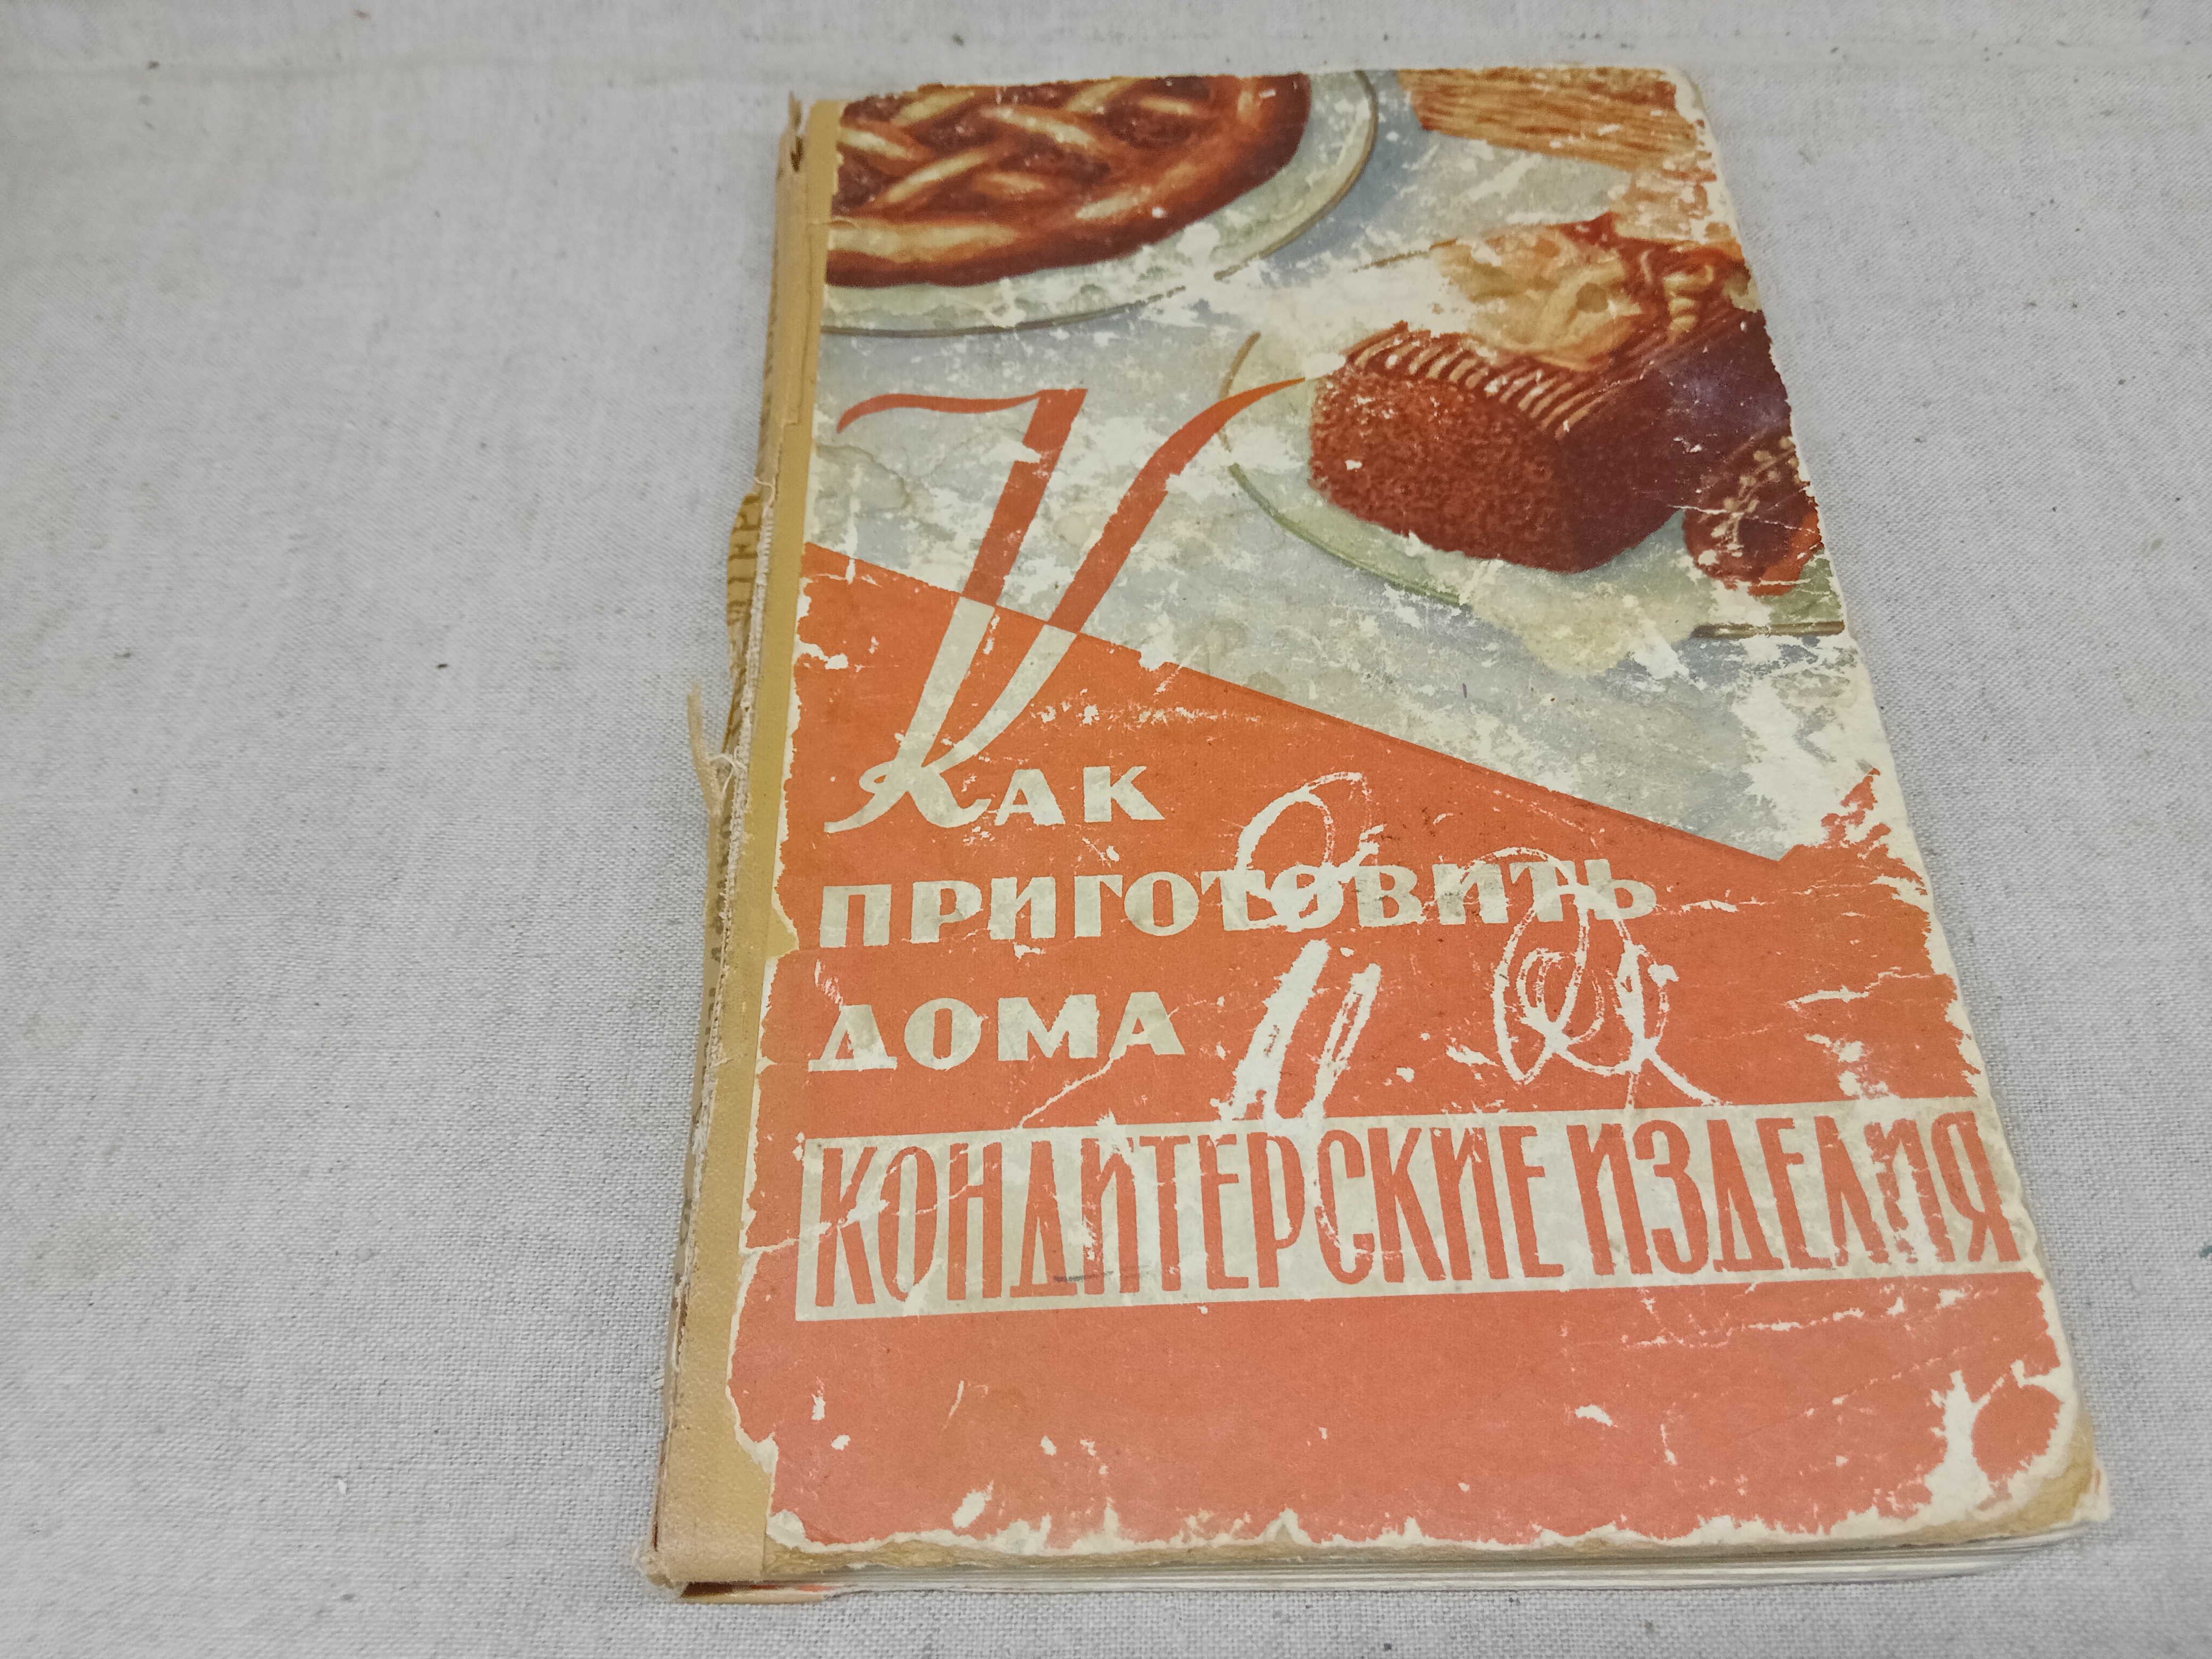 Как
приготовить
дома
кондитерские изделия